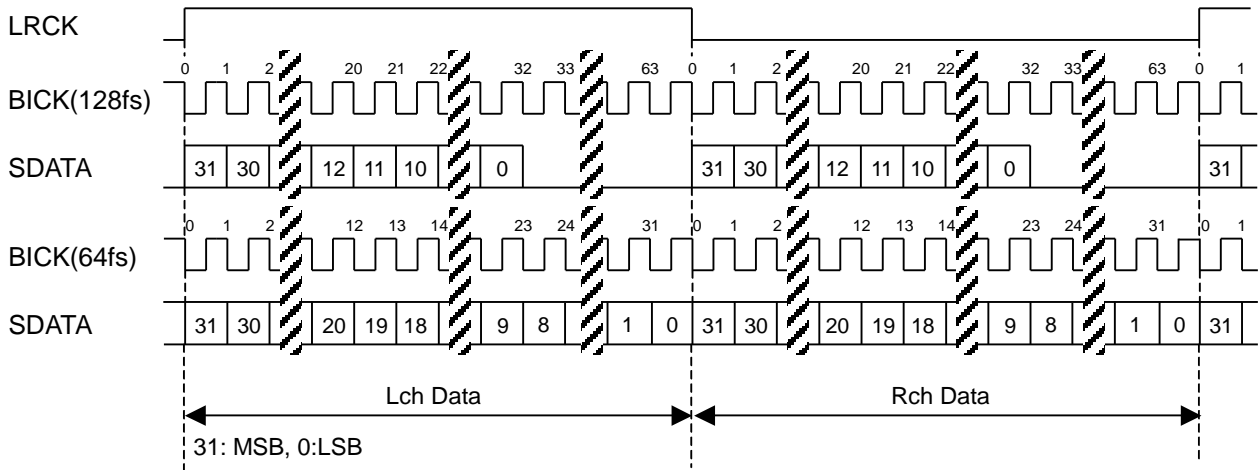 LRCK
0 1 2 20 21 22 32 33 63 0 1 2 20 21 22 32 33 63 0 1
BICK(128fs)
SDATA 31 30 12 11 10 0 31 30 12 11 10 0 31
0 1 2 12 13 14 23 24 31 0 1 2 12 13 14 23 24 31 0 1
BICK(64fs)
SDATA 31 30 20 19 18 9 8 1 0 31 30 20 19 18 9 8 1 0 31
Lch Data Rch Data
31: MSB, 0:LSB